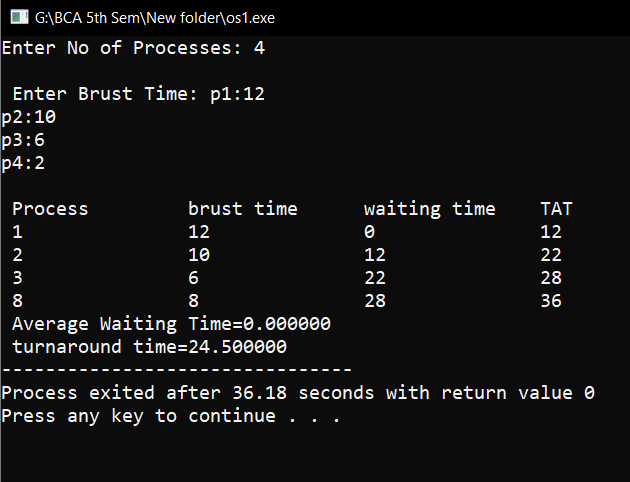 G:\BCA 5th Sem\New folder\os1.exe
Enter No of Processes: 4
Enter Brust Time: p1:12
p2:10
p3:6
p4:2
Process brust time waiting time TAT
1 12 0 12
2 10 12 22
3 6 22 28
8 8 28 36
Average Waiting Time=0.000000
turnaround time=24.500000
--------------------------------
Process exited after 36.18 seconds with return value 0
Press any key to continue . . .